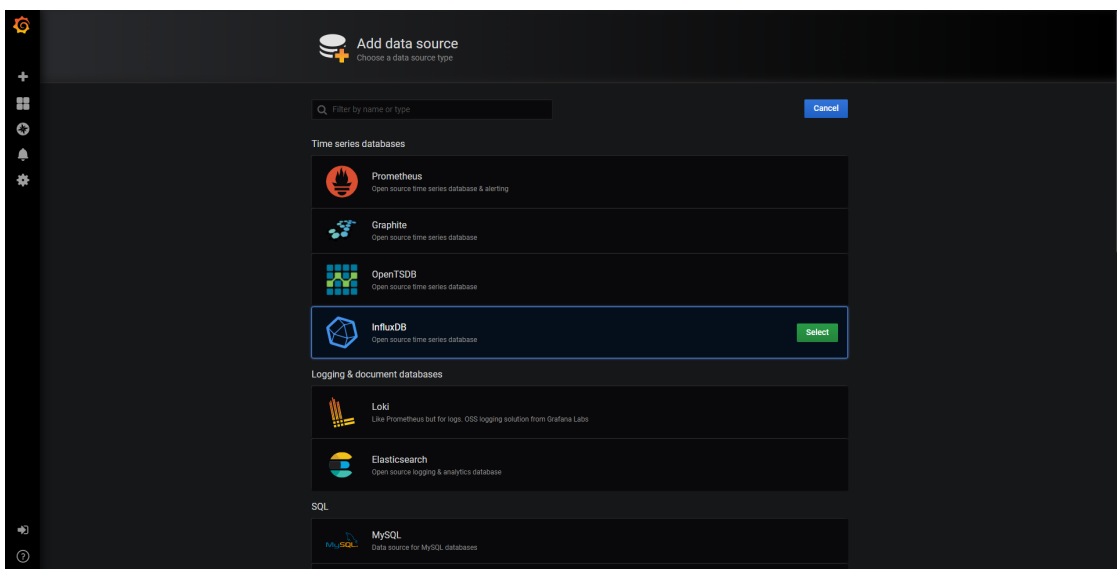 Add data source
Choose a data source type
Filter by name or type
Cancel
Time series databases
Prometheus
Open source time series database & alerting
Graphite
Open source time series database
OpenTSDB
Open source time series database
InfluxDB
Open source time series database
Select
Logging & document databases
Loki
Like Prometheus but for logs. OSS logging solution from Grafana Labs
Elasticsearch
Open source logging & analytics database
SQL
MySQL
MySQL
Data source for MySQL databases